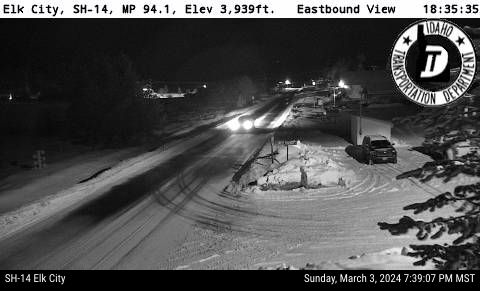 Elk City, SH-14, MP 94.1, Elev 3,939ft. Eastbound View 18:35:35
IDAHO
TRANSPORTATION DEPARTMENT
SH-14 Elk City Sunday, March 3, 2024 7:39:07 PM MST